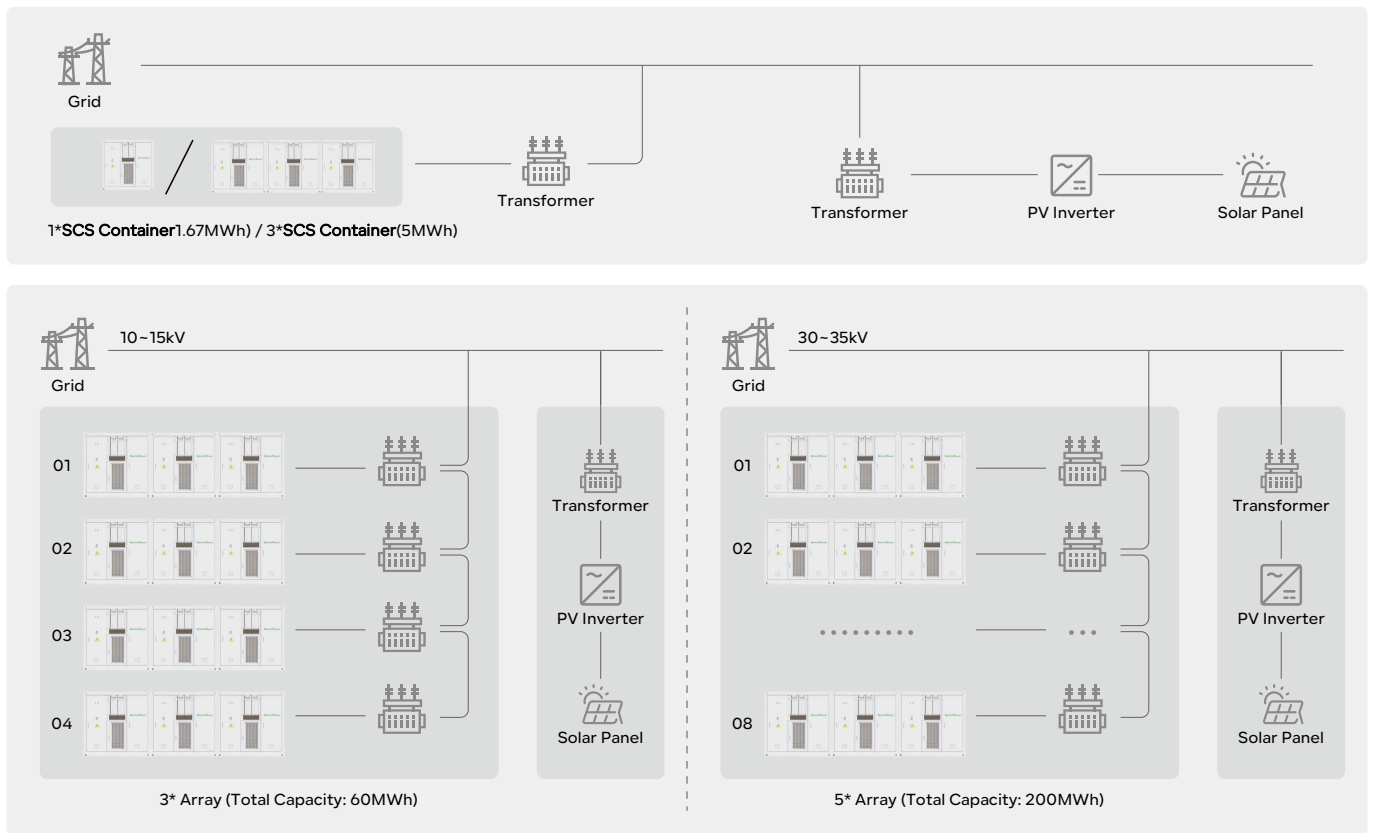 Grid
Transformer
1*SCS Container1.67MWh) / 3*SCS Container(5MWh)
Transformer
PV Inverter
Solar Panel
10~15kV
Grid
01
02
03
04
Transformer
PV Inverter
Solar Panel
3* Array (Total Capacity: 60MWh)
30~35kV
Grid
01
02
08
Transformer
PV Inverter
Solar Panel
5* Array (Total Capacity: 200MWh)